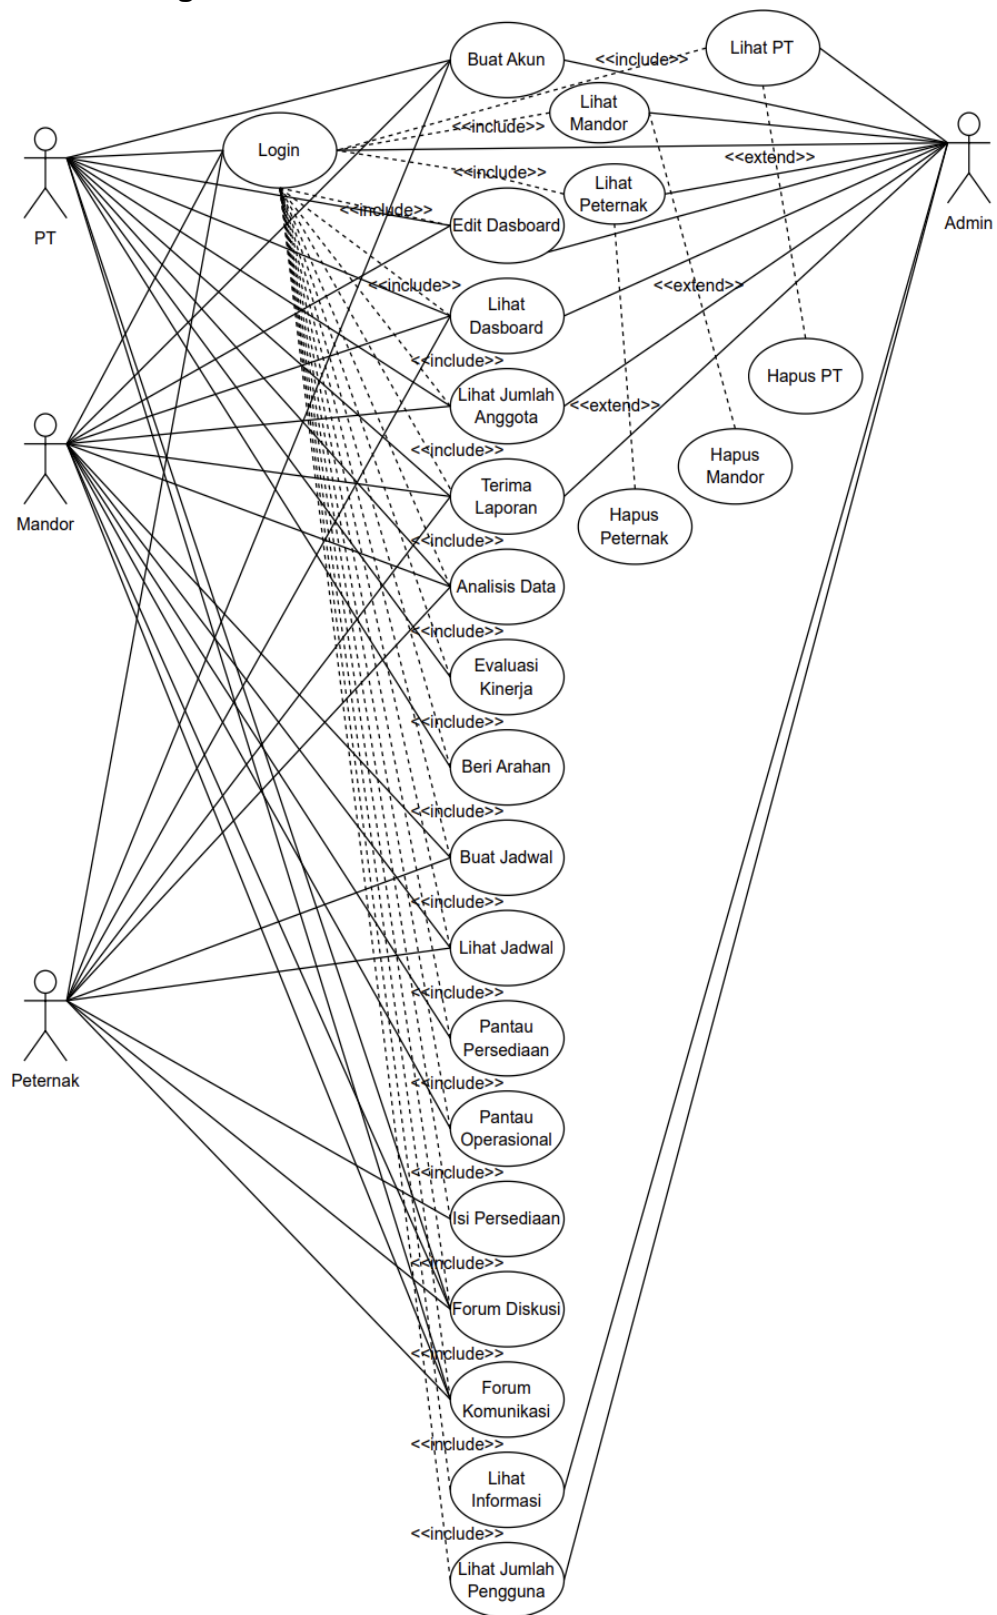 Buat Akun
<<include>>
Lihat PT
Lihat
Mandor
<<include>>
Login
<<extend>>
<<include>>
Lihat
Peternak
PT
Admin
<<include>>
Edit Dasboard
<<include>>
<<extend>>
Lihat
Dasboard
<<include>>
Hapus PT
Lihat Jumlah
Anggota
<<extend>>
Mandor
<<include>>
Hapus
Mandor
Terima
Laporan
Hapus
Peternak
<<include>>
Analisis Data
<<include>>
Evaluasi
Kinerja
<<include>>
Beri Arahan
<<include>>
Buat Jadwal
<<include>>
Lihat Jadwal
<<include>>
Pantau
Persediaan
Peternak
<<include>>
Pantau
Operasional
<<include>>
Isi Persediaan
<<include>>
Forum Diskusi
<<include>>
Forum
Komunikasi
<<include>>
Lihat
Informasi
<<include>>
Lihat Jumlah
Pengguna